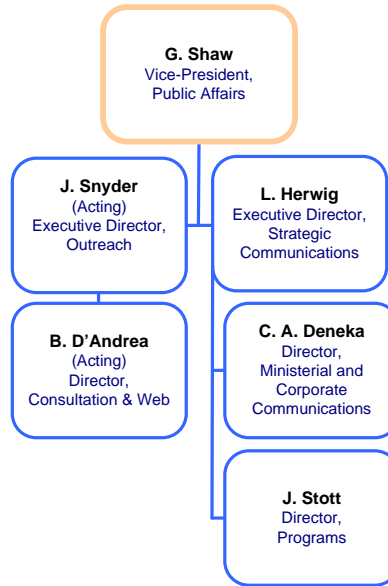 G. Shaw
Vice-President,
Public Affairs
J. Snyder
(Acting)
Executive Director,
Outreach
L. Herwig
Executive Director,
Strategic
Communications
B. D’Andrea
(Acting)
Director,
Consultation & Web
C. A. Deneka
Director,
Ministerial and
Corporate
Communications
J. Stott
Director,
Programs